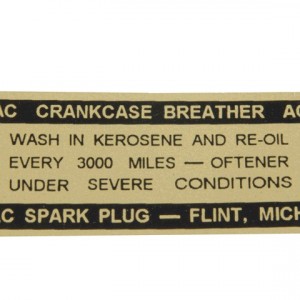 AC CRANKCASE BREATHER AC
WASH IN KEROSENE AND RE-OIL
EVERY 3000 MILES — OFTENER
UNDER SEVERE CONDITIONS
AC SPARK PLUG — FLINT, MICH